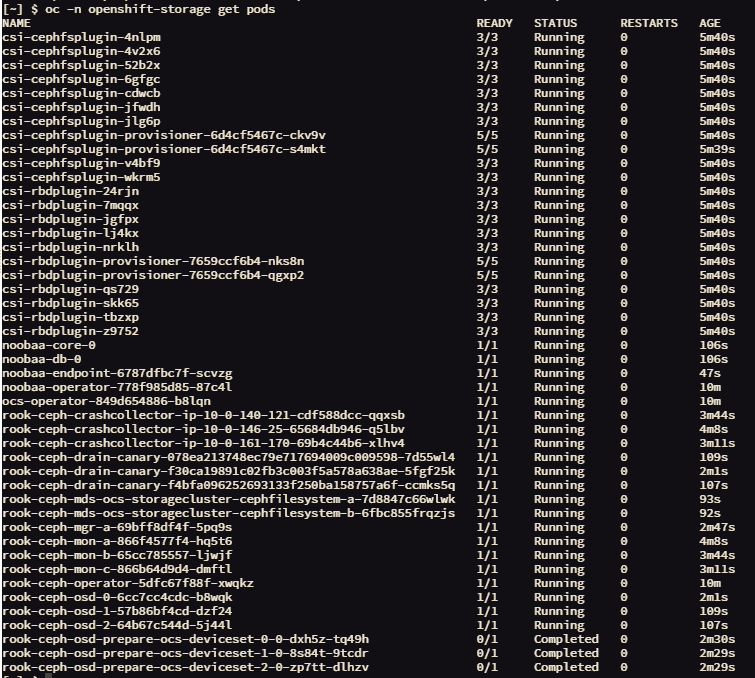 [~] $ oc -n openshift-storage get pods
NAME READY STATUS RESTARTS AGE
csi-cephfsplugin-4nlpm 3/3 Running 0 5m40s
csi-cephfsplugin-4v2x6 3/3 Running 0 5m40s
csi-cephfsplugin-52b2x 3/3 Running 0 5m40s
csi-cephfsplugin-6gfgc 3/3 Running 0 5m40s
csi-cephfsplugin-cdwcb 3/3 Running 0 5m40s
csi-cephfsplugin-jfwdh 3/3 Running 0 5m40s
csi-cephfsplugin-jlg6p 3/3 Running 0 5m40s
csi-cephfsplugin-provisioner-6d4cf5467c-ckv9v 5/5 Running 0 5m40s
csi-cephfsplugin-provisioner-6d4cf5467c-s4mkt 5/5 Running 0 5m39s
csi-cephfsplugin-v4bf9 3/3 Running 0 5m40s
csi-cephfsplugin-wkrm5 3/3 Running 0 5m40s
csi-rbdplugin-24rjn 3/3 Running 0 5m40s
csi-rbdplugin-7mqqx 3/3 Running 0 5m40s
csi-rbdplugin-jgfpx 3/3 Running 0 5m40s
csi-rbdplugin-lj4kx 3/3 Running 0 5m40s
csi-rbdplugin-nrklh 3/3 Running 0 5m40s
csi-rbdplugin-provisioner-7659ccf6b4-nks8n 5/5 Running 0 5m40s
csi-rbdplugin-provisioner-7659ccf6b4-qgxp2 5/5 Running 0 5m40s
csi-rbdplugin-qs729 3/3 Running 0 5m40s
csi-rbdplugin-skk65 3/3 Running 0 5m40s
csi-rbdplugin-tbzxp 3/3 Running 0 5m40s
csi-rbdplugin-z9752 3/3 Running 0 5m40s
noobaa-core-0 1/1 Running 0 106s
noobaa-db-0 1/1 Running 0 106s
noobaa-endpoint-6787dfbc7f-scvzg 1/1 Running 0 47s
noobaa-operator-778f985d85-87c4l 1/1 Running 0 10m
ocs-operator-849d654886-b8lqn 1/1 Running 0 10m
rook-ceph-crashcollector-ip-10-0-140-121-cdf588dcc-qqxsb 1/1 Running 0 3m44s
rook-ceph-crashcollector-ip-10-0-146-25-65684db946-q5lbv 1/1 Running 0 4m8s
rook-ceph-crashcollector-ip-10-0-161-170-69b4c44b6-xlhv4 1/1 Running 0 3m11s
rook-ceph-drain-canary-078ea213748ec79e717694009c009598-7d55wl4 1/1 Running 0 109s
rook-ceph-drain-canary-f30ca19891c02fb3c003f5a578a638ae-5fgf25k 1/1 Running 0 2m1s
rook-ceph-drain-canary-f4bfa096252693133f250ba158757a6f-ccmks5q 1/1 Running 0 107s
rook-ceph-mds-ocs-storagecluster-cephfilesystem-a-7d8847c66wlwk 1/1 Running 0 93s
rook-ceph-mds-ocs-storagecluster-cephfilesystem-b-6fbc855frqzjs 1/1 Running 0 92s
rook-ceph-mgr-a-69bff8df4f-5pq9s 1/1 Running 0 2m47s
rook-ceph-mon-a-866f4577f4-hq5t6 1/1 Running 0 4m8s
rook-ceph-mon-b-65cc785557-ljwjf 1/1 Running 0 3m44s
rook-ceph-mon-c-866b64d9d4-dmftl 1/1 Running 0 3m11s
rook-ceph-operator-5dfc67f88f-xwqkz 1/1 Running 0 10m
rook-ceph-osd-0-6cc7cc4cdc-b8wqk 1/1 Running 0 2m1s
rook-ceph-osd-1-57b86bf4cd-dzf24 1/1 Running 0 109s
rook-ceph-osd-2-64b67c544d-5j44l 1/1 Running 0 107s
rook-ceph-osd-prepare-ocs-deviceset-0-0-dxh5z-tq49h 0/1 Completed 0 2m30s
rook-ceph-osd-prepare-ocs-deviceset-1-0-8s84t-9tcdr 0/1 Completed 0 2m29s
rook-ceph-osd-prepare-ocs-deviceset-2-0-zp7tt-dlhzv 0/1 Completed 0 2m29s